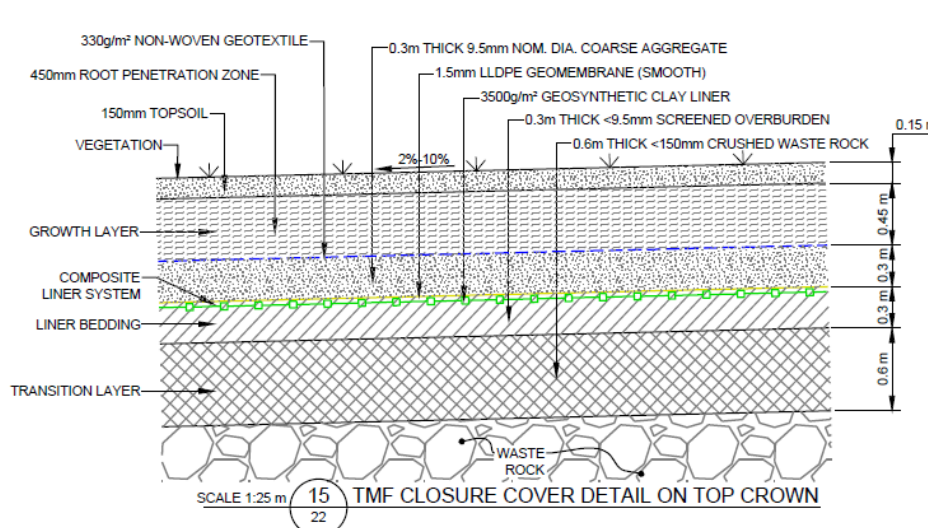 330g/m² NON-WOVEN GEOTEXTILE
0.3m THICK 9.5mm NOM. DIA. COARSE AGGREGATE
450mm ROOT PENETRATION ZONE
1.5mm LLDPE GEOMEMBRANE (SMOOTH)
3500g/m² GEOSYNTHETIC CLAY LINER
150mm TOPSOIL
0.3m THICK <9.5mm SCREENED OVERBURDEN
0.15 m
VEGETATION
0.6m THICK <150mm CRUSHED WASTE ROCK
2%-10%
0.45 m
GROWTH LAYER
0.3 m
COMPOSITE
LINER SYSTEM
0.3 m
LINER BEDDING
0.6 m
TRANSITION LAYER
WASTE
ROCK
SCALE 1:25 m
15
22
TMF CLOSURE COVER DETAIL ON TOP CROWN